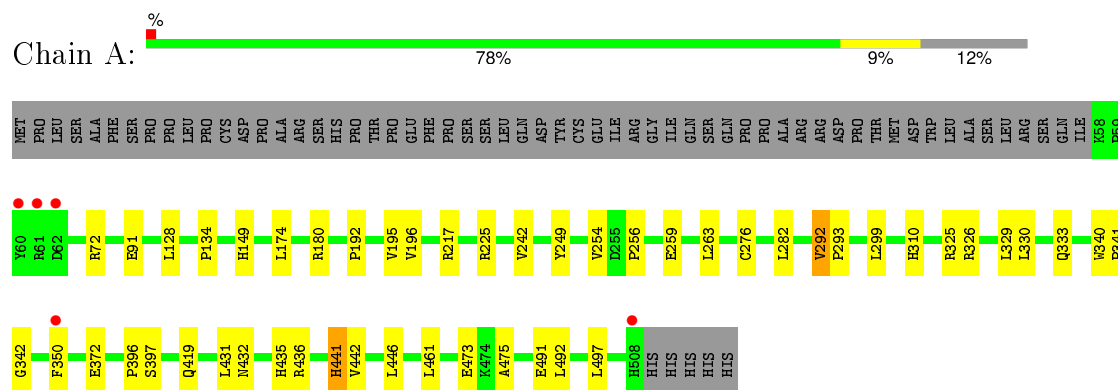 %
Chain A:
78% 9% 12%
MET PRO LEU SER ALA PHE SER PRO PRO LEU PRO CYS ASP PRO ALA ARG SER HIS PRO THR PRO GLU PHE PRO SER SER LEU GLN ASP TYR CYS GLU ILE ARG GLY ILE GLN SER GLN PRO PRO ALA ARG ARG ASP PRO THR MET ASP TRP LEU ALA SER LEU ARG SER GLN ILE K58 P59
Y60 R61 D62 R72 E91 L128 P134 H149 L174 R180 P192 V195 V196 R217 R225 V242 Y249 V254 D255 P256 E259 L263 C276 L282 V292 P293 L299 H310 R325 R326 L329 L330 Q333 W340 P341
G342 F350 E372 P396 S397 Q419 L431 N432 H435 R436 H441 V442 L446 L461 E473 K474 A475 E491 L492 L497 H508 HIS HIS HIS HIS HIS